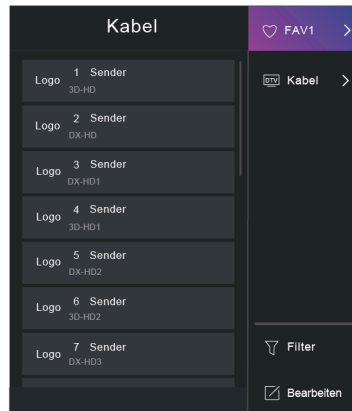 Kabel
Logo 1 Sender
3D-HD
Logo 2 Sender
DX-HD
Logo 3 Sender
DX-HD1
Logo 4 Sender
3D-HD1
Logo 5 Sender
DX-HD2
Logo 6 Sender
3D-HD2
Logo 7 Sender
DX-HD3
FAV1
DTV Kabel
Filter
Bearbeiten